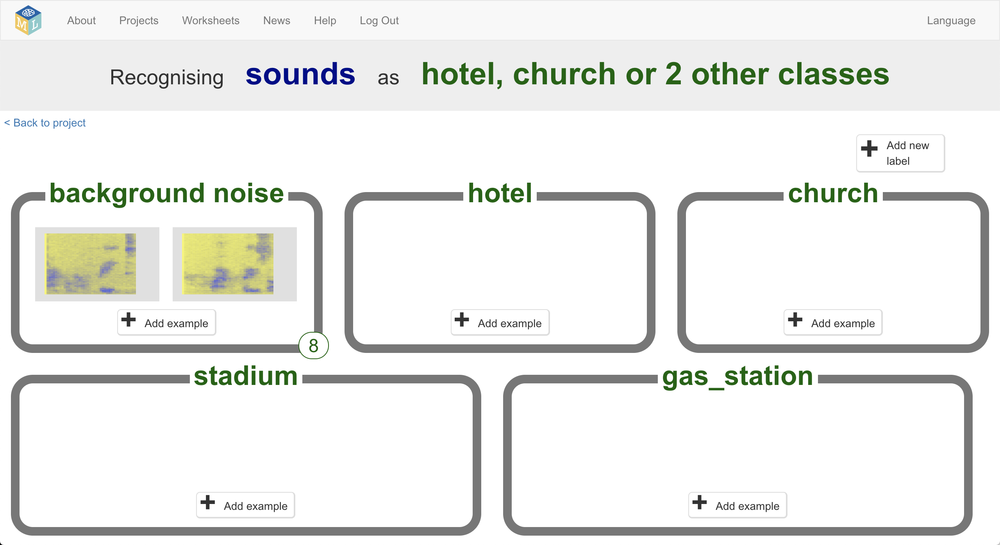 M L
About Projects Worksheets News Help Log Out Language
Recognising sounds as hotel, church or 2 other classes
< Back to project
Add new
label
background noise hotel church
Add example Add example Add example
8
stadium gas_station
Add example Add example